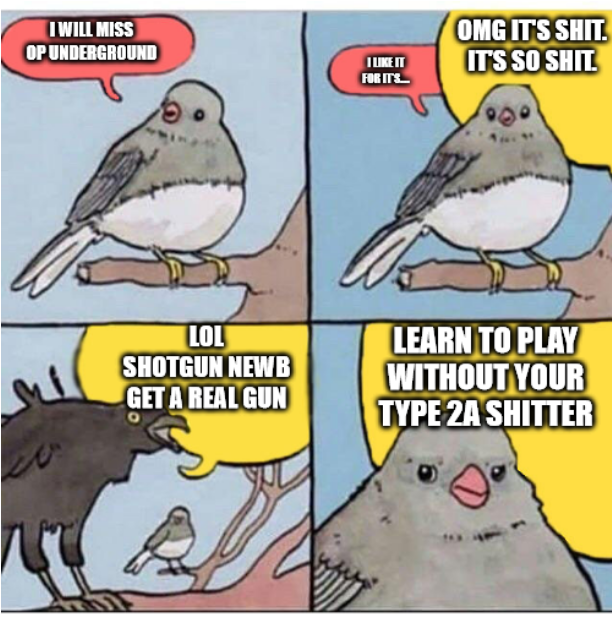 I WILL MISS
OP UNDERGROUND
I LIKE IT
FOR IT'S....
OMG IT'S SHIT.
IT'S SO SHIT.
LOL
SHOTGUN NEWB
GET A REAL GUN
LEARN TO PLAY
WITHOUT YOUR
TYPE 2A SHITTER